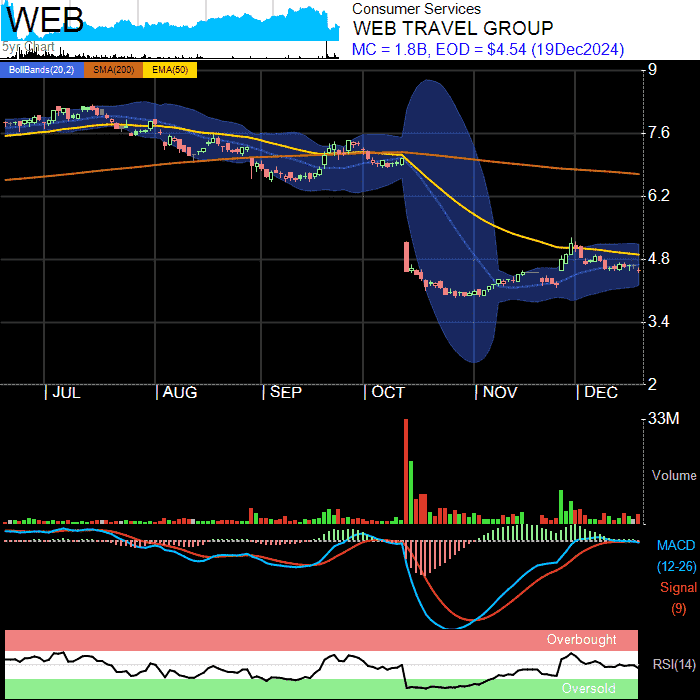 WEB
5yr Chart
Consumer Services
WEB TRAVEL GROUP
MC = 1.8B, EOD = $4.54 (19Dec2024)
BollBands(20,2) SMA(200) EMA(50)
9
7.6
6.2
4.8
3.4
2
| JUL | AUG | SEP | OCT | NOV | DEC
33M
Volume
MACD
(12-26)
Signal
(9)
Overbought
RSI(14)
Oversold